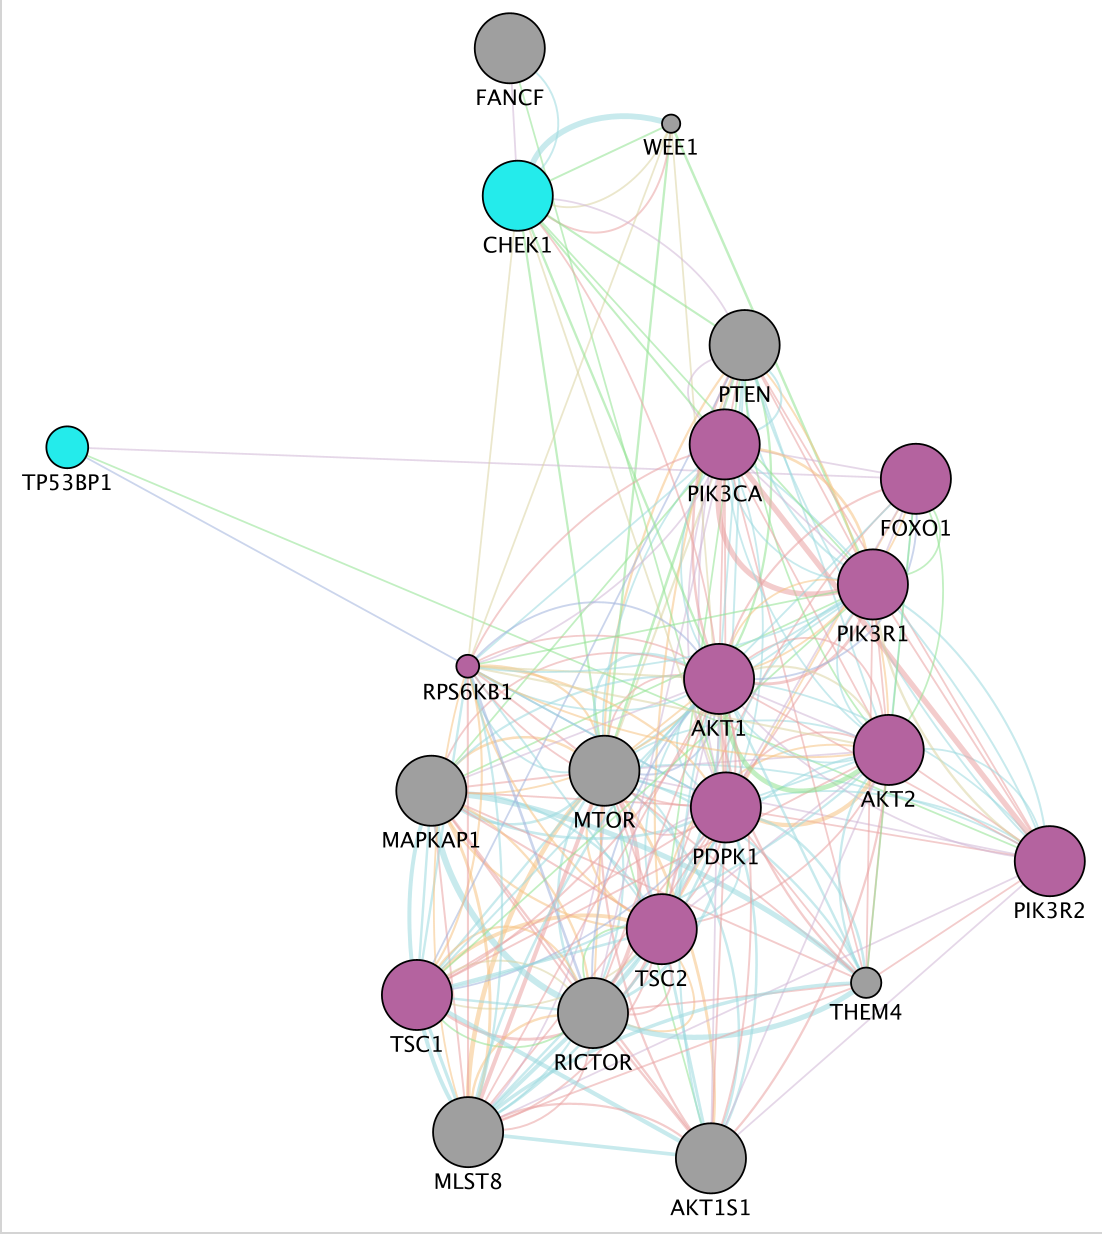 FANCF
WEE1
CHEK1
PTEN
TP53BP1
PIK3CA
FOXO1
PIK3R1
RPS6KB1
AKT1
AKT2
MTOR
MAPKAP1
PDPK1
PIK3R2
TSC2
THEM4
TSC1
RICTOR
MLST8
AKT1S1